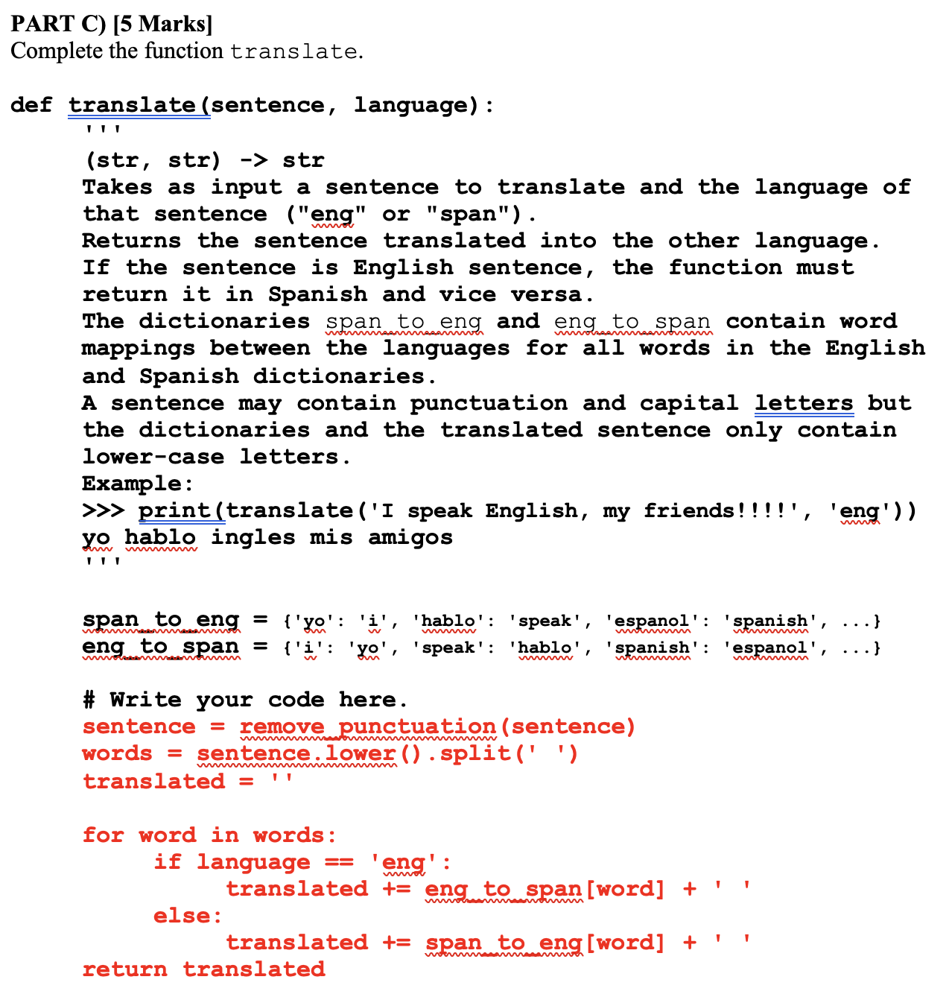 PART C) [5 Marks]
Complete the function translate.
def translate(sentence, language):
'''
(str, str) -> str
Takes as input a sentence to translate and the language of
that sentence ("eng" or "span").
Returns the sentence translated into the other language.
If the sentence is English sentence, the function must
return it in Spanish and vice versa.
The dictionaries span_to_eng and eng_to_span contain word
mappings between the languages for all words in the English
and Spanish dictionaries.
A sentence may contain punctuation and capital letters but
the dictionaries and the translated sentence only contain
lower-case letters.
Example:
>>> print(translate('I speak English, my friends!!!!', 'eng'))
yo hablo ingles mis amigos
'''
span_to_eng = {'yo': 'i', 'hablo': 'speak', 'espanol': 'spanish', ...}
eng_to_span = {'i': 'yo', 'speak': 'hablo', 'spanish': 'espanol', ...}
# Write your code here.
sentence = remove_punctuation(sentence)
words = sentence.lower().split(' ')
translated = ''
for word in words:
if language == 'eng':
translated += eng_to_span[word] + ' '
else:
translated += span_to_eng[word] + ' '
return translated